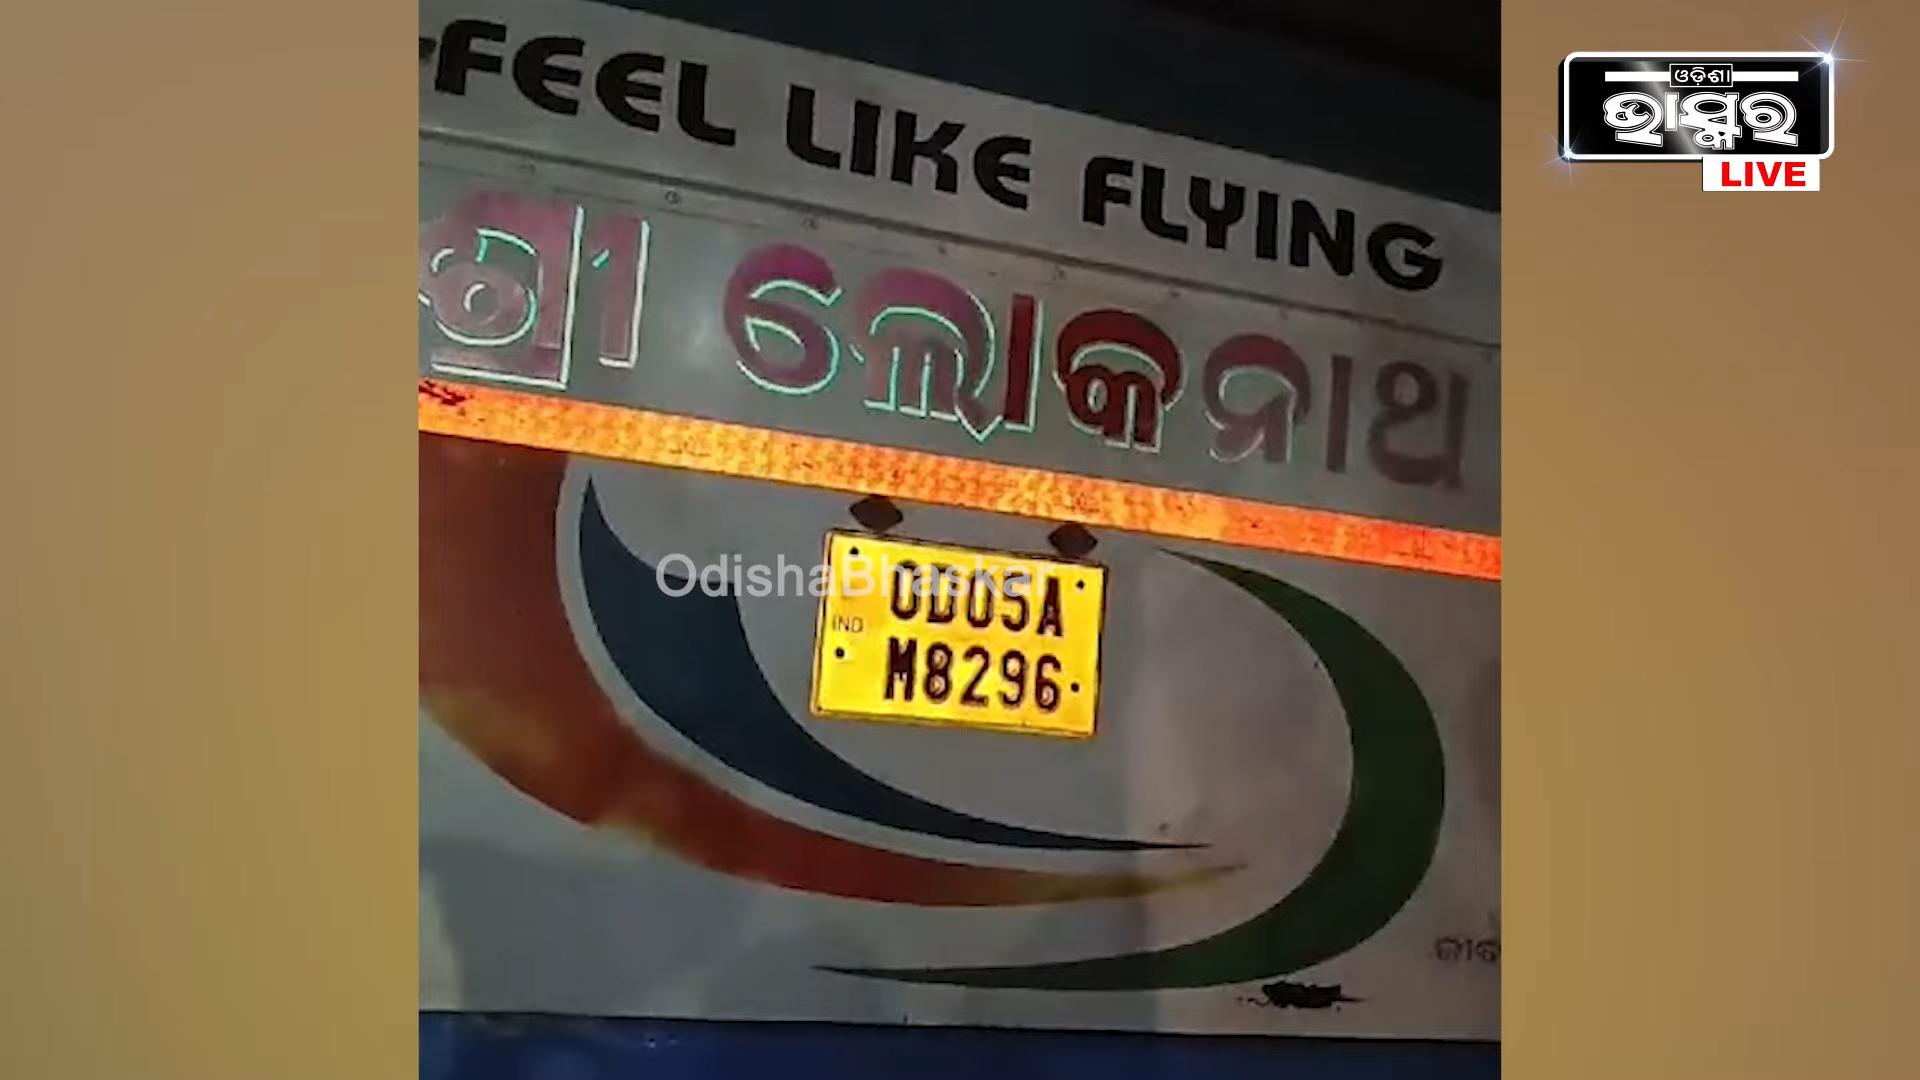 FEEL LIKE FLYING
ଓଡ଼ିଶା
ଭାସ୍କର
LIVE
ଶ୍ରୀ ଲୋକନାଥ
OdishaBhaskar
OD05A
IND
M8296